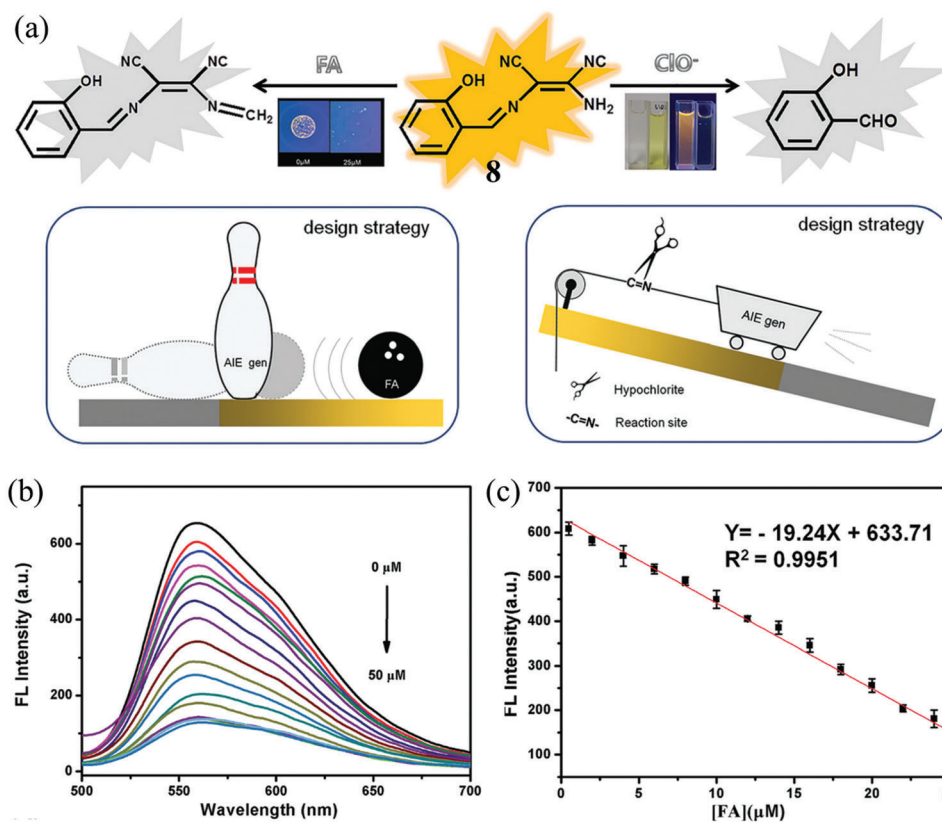 (a)
NC
NC
OH
N
N
CH₂
FA
0μM
25μM
NC
NC
OH
N
NH₂
8
ClO⁻
OH
CHO
design strategy
AIE gen
FA
design strategy
C=N
AIE gen
Hypochlorite
-C=N-
Reaction site
(b)
FL Intensity (a.u.)
600
400
200
0
0 μM
50 μM
500
550
600
650
700
Wavelength (nm)
(c)
FL Intensity(a.u.)
700
600
500
400
300
200
100
Y= - 19.24X + 633.71
R² = 0.9951
0
5
10
15
20
[FA](μM)